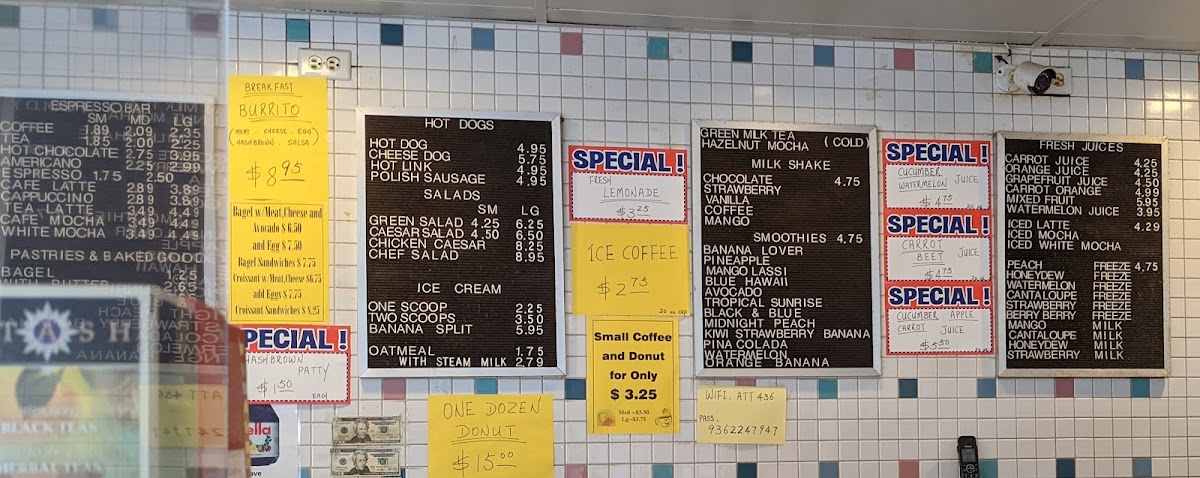 ESPRESSO BAR
SM MD LG
COFFEE 1.89 2.09 2.35
TEA 1.85 2.00 2.25
HOT CHOCOLATE 2.75 3.95
AMERICANO 2.25 2.95
ESPRESSO 1.75 2.50
CAFE LATTE 2.89 3.89
CAPPUCCINO 2.89 3.89
TEA LATTE 3.49 4.49
CAFE MOCHA 3.49 4.49
WHITE MOCHA 3.49 4.49
PASTRIES & BAKED GOOD
BAGEL 1.25
WITH BUTTER 2.65
BLACK TEAS
HERBAL TEAS
BREAKFAST
BURRITO
(MEAT. CHEESE. EGG
HASHBROWN. SALSA)
$8.95
Bagel w/Meat,Cheese and
Avocado $ 6.50
and Egg $ 7.50
Bagel Sandwiches $ 7.75
Croissant w/Meat,Cheese $6.75
add Eggs $ 7.75
Croissant Sandwiches $ 8.25
SPECIAL!
HASHBROWN
PATTY
$1.50
EACH
HOT DOGS
HOT DOG 4.95
CHEESE DOG 5.75
HOT LINK 4.95
POLISH SAUSAGE 4.95
SALADS
SM LG
GREEN SALAD 4.25 6.25
CAESAR SALAD 4.50 6.50
CHICKEN CAESAR 8.25
CHEF SALAD 8.95
ICE CREAM
ONE SCOOP 2.25
TWO SCOOPS 3.50
BANANA SPLIT 5.95
OATMEAL 1.75
WITH STEAM MILK 2.79
ONE DOZEN
DONUT
$15.00
SPECIAL!
FRESH
LEMONADE
$3.25
ICE COFFEE
$2.75
20 oz CUP
Small Coffee
and Donut
for Only
$ 3.25
Med ~$3.50
Lg~$3.75
GREEN MILK TEA
HAZELNUT MOCHA (COLD)
MILK SHAKE
CHOCOLATE 4.75
STRAWBERRY
VANILLA
COFFEE
MANGO
SMOOTHIES 4.75
BANANA LOVER
PINEAPPLE
MANGO LASSI
BLUE HAWAII
AVOCADO
TROPICAL SUNRISE
BLACK & BLUE
MIDNIGHT PEACH
KIWI STRAWBERRY BANANA
PINA COLADA
WATERMELON
ORANGE BANANA
WIFI. ATT 436
PASS.
9362247947
SPECIAL!
CUCUMBER
WATERMELON JUICE
$4.75
SPECIAL!
CARROT
BEET JUICE
$4.75
SPECIAL!
CUCUMBER APPLE
CARROT JUICE
$5.50
FRESH JUICES
CARROT JUICE 4.25
ORANGE JUICE 4.25
GRAPEFRUIT JUICE 4.50
CARROT ORANGE 4.99
MIXED FRUIT 5.95
WATERMELON JUICE 3.95
ICED LATTE 4.29
ICED MOCHA
ICED WHITE MOCHA
PEACH FREEZE 4.75
HONEYDEW FREEZE
WATERMELON FREEZE
CANTALOUPE FREEZE
STRAWBERRY FREEZE
BERRY BERRY FREEZE
MANGO MILK
CANTALOUPE MILK
HONEYDEW MILK
STRAWBERRY MILK